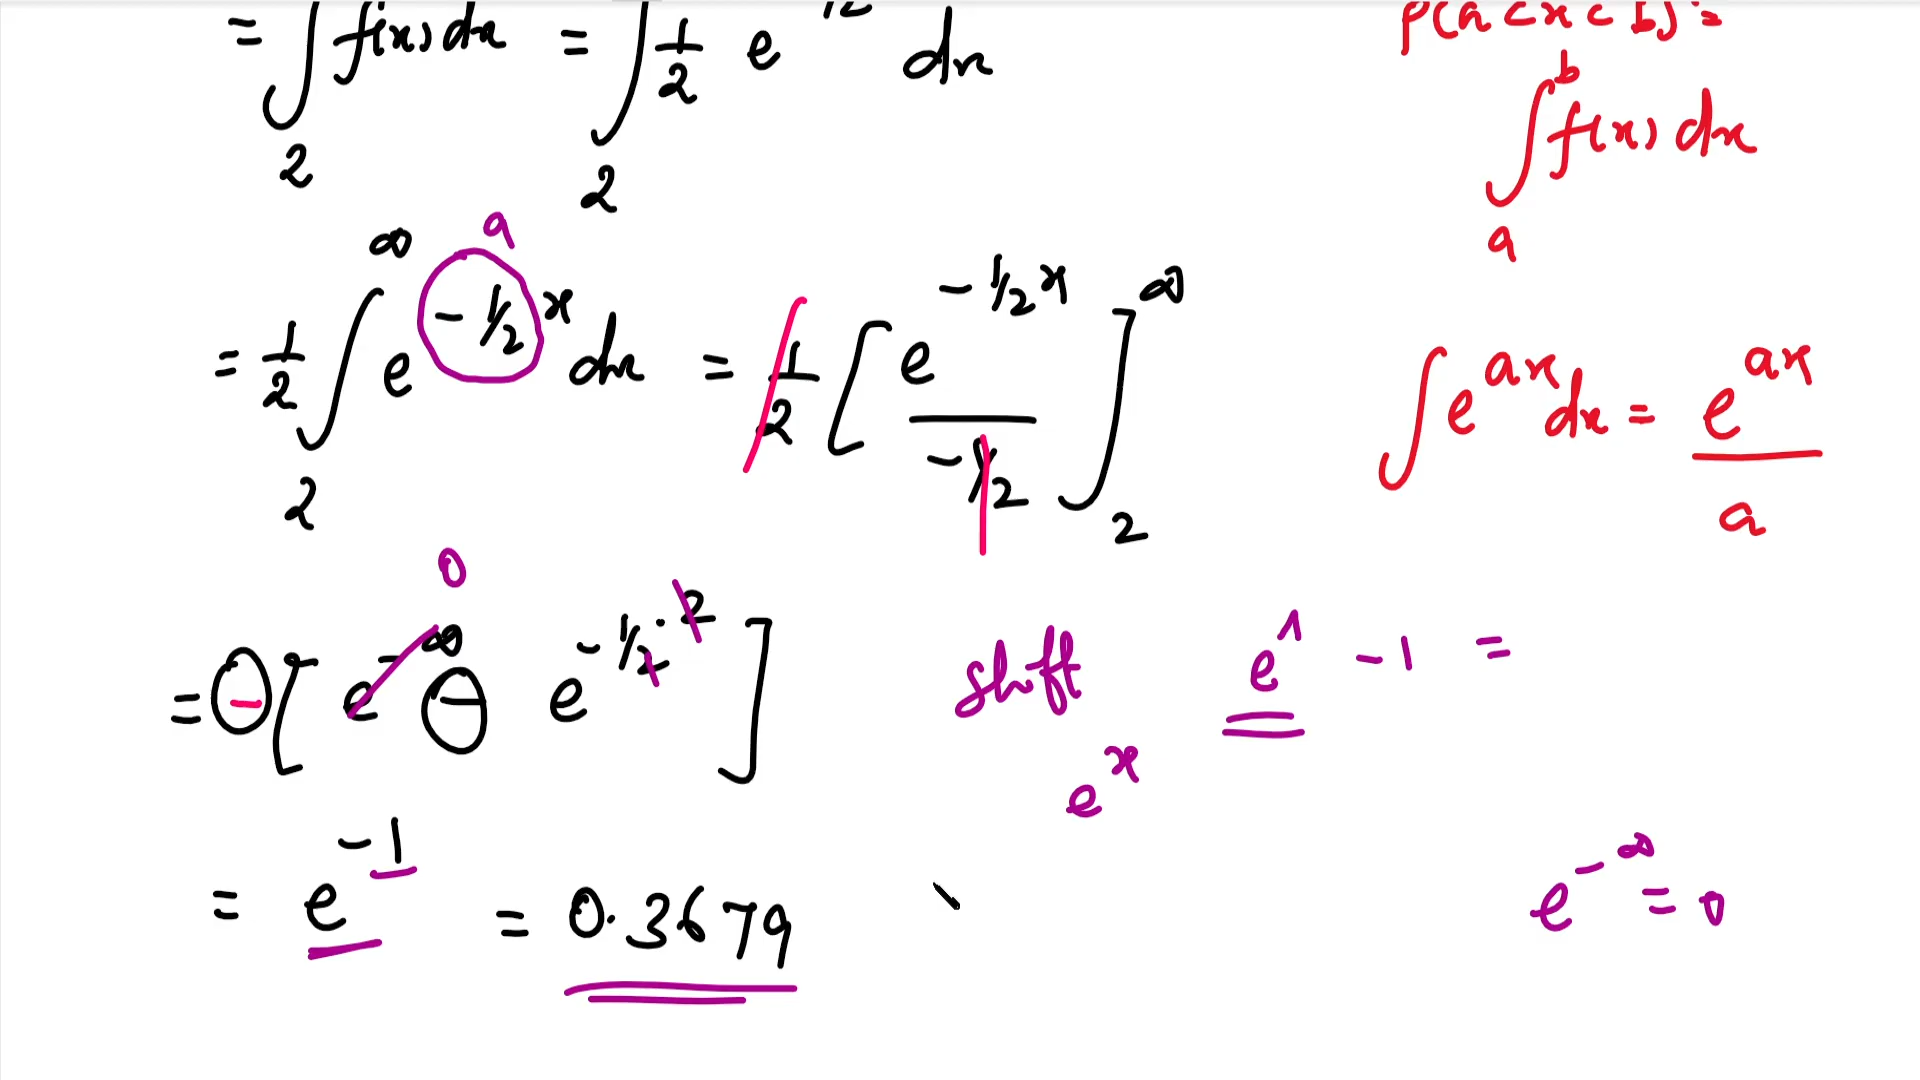 = ∫ f(x) dx = ∫ 1/2 e dx
2 2
= 1/2 ∫ e -1/2 x dx = 1/2 [ e -1/2 x / -1/2 ] ∞ 2
∞ a
2
= - [ e -∞ - e -1/2 · 2 ]
0
= e -1 = 0.3679
P(a < x < b) =
b
∫ f(x) dx
a
∫ e ax dx = e ax / a
shift e^ -1 =
e x
e -∞ = 0